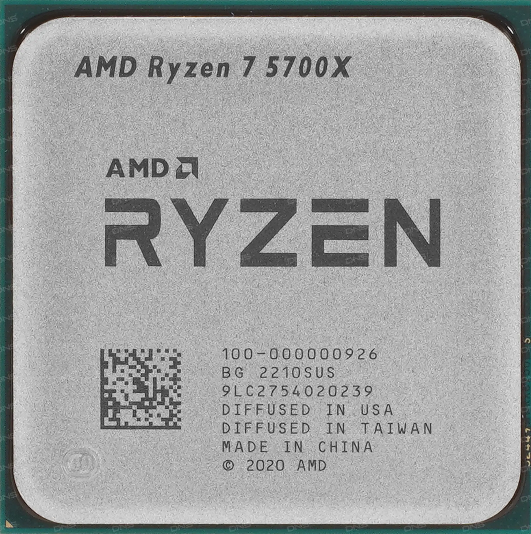 AMD Ryzen 7 5700X
AMD
RYZEN
100-000000926
BG 2210SUS
9LC2754020239
DIFFUSED IN USA
DIFFUSED IN TAIWAN
MADE IN CHINA
© 2020 AMD